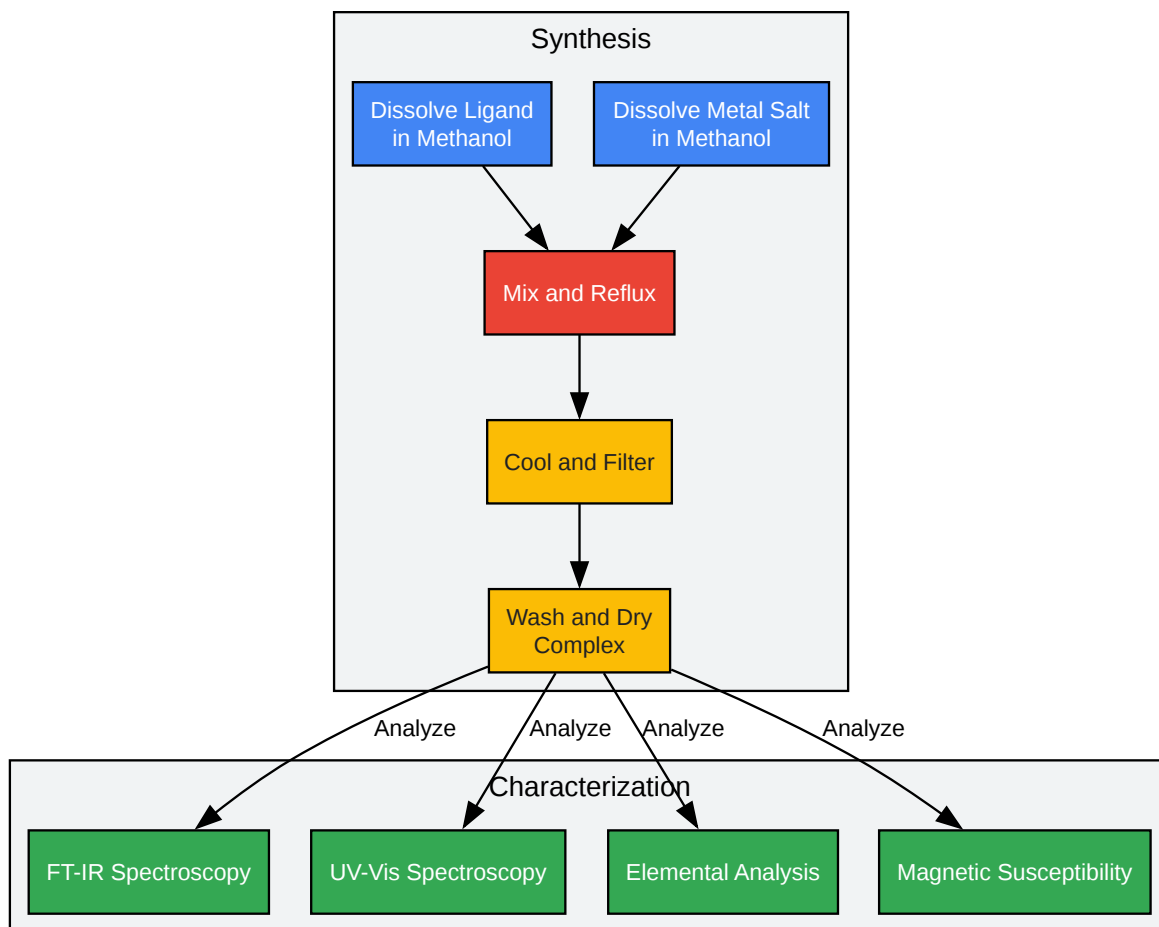 Synthesis
Dissolve Ligand
in Methanol
Dissolve Metal Salt
in Methanol
Mix and Reflux
Cool and Filter
Wash and Dry
Complex
Analyze
Analyze
Analyze
Analyze
Characterization
FT-IR Spectroscopy
UV-Vis Spectroscopy
Elemental Analysis
Magnetic Susceptibility